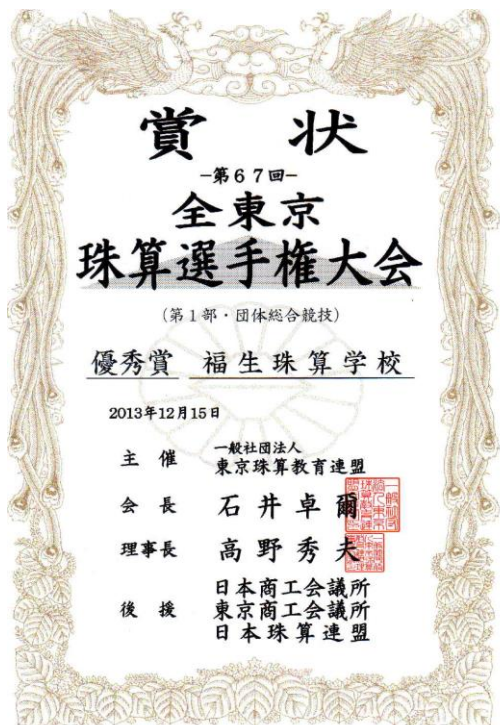 賞状
-第67回-
全東京
珠算選手権大会
(第1部・団体総合競技)
優秀賞 福生珠算学校
2013年12月15日
主催 一般社団法人
東京珠算教育連盟
会長 石井卓爾
理事長 高野秀夫
後援 日本商工会議所
東京商工会議所
日本珠算連盟